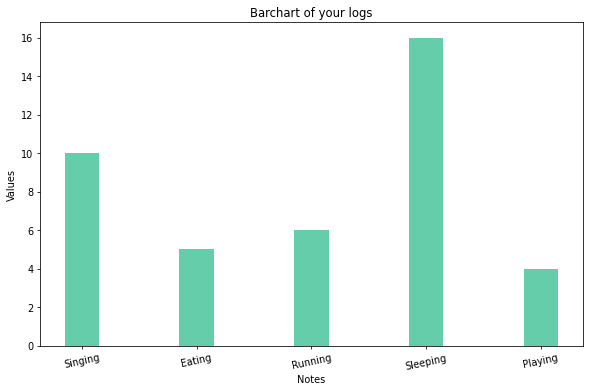 Barchart of your logs
16
14
12
10
8
6
4
2
0
Values
Singing Eating Running Sleeping Playing
Notes